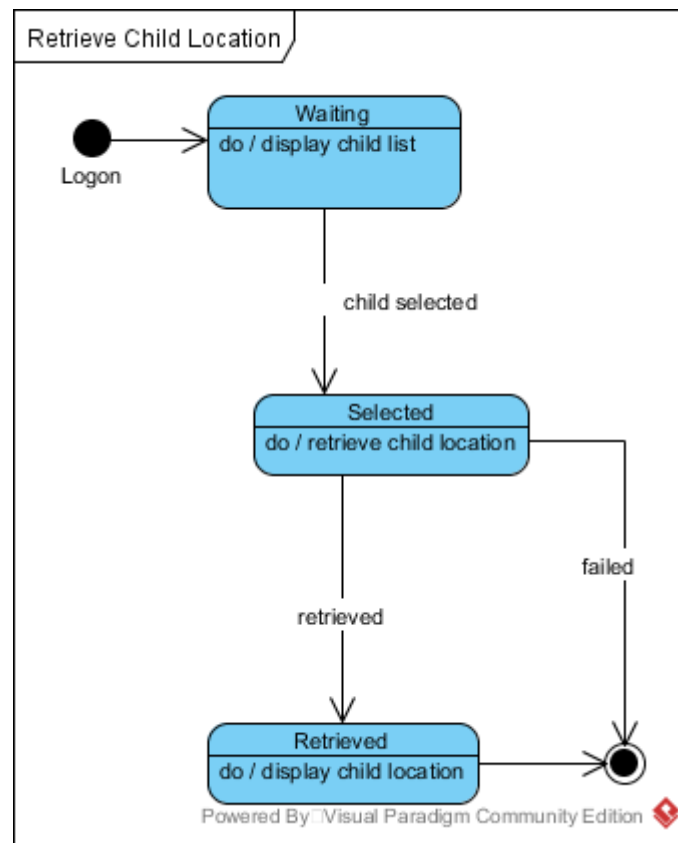 Retrieve Child Location
Waiting
do / display child list
Logon
child selected
Selected
do / retrieve child location
failed
retrieved
Retrieved
do / display child location
Powered By Visual Paradigm Community Edition